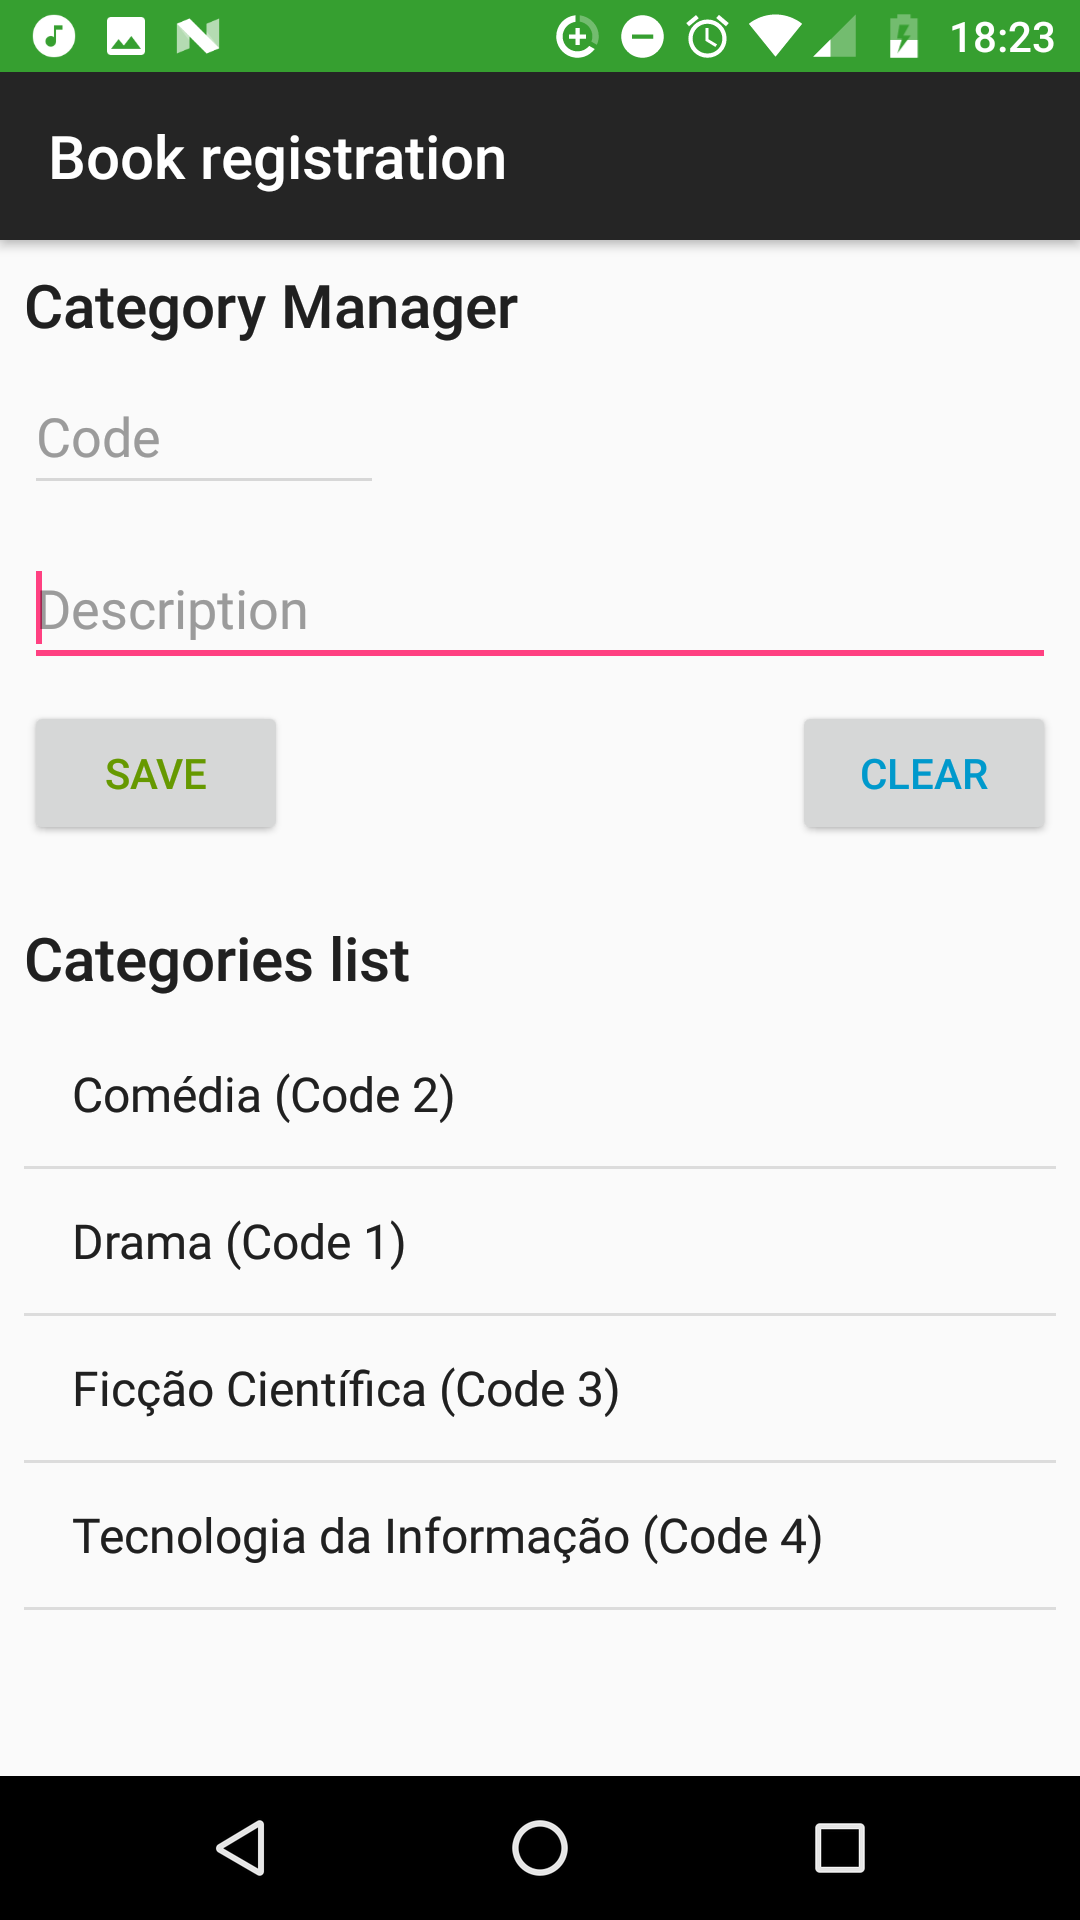 18:23
Book registration
Category Manager
Code
Description
SAVE CLEAR
Categories list
Comédia (Code 2)
Drama (Code 1)
Ficção Científica (Code 3)
Tecnologia da Informação (Code 4)